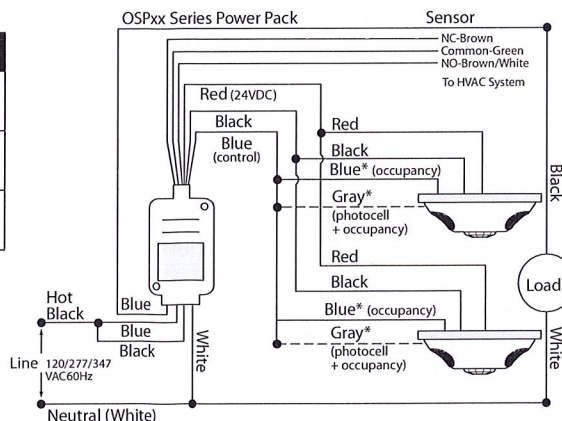 OSPxx Series Power Pack
Sensor
NC-Brown
Common-Green
NO-Brown/White
To HVAC System
Red (24VDC)
Black
Blue
(control)
Red
Black
Blue* (occupancy)
Gray*
(photocell
+ occupancy)
Black
Red
Black
Blue* (occupancy)
Gray*
(photocell
+ occupancy)
Load
White
Hot
Black
Blue
Blue
Black
White
Line 120/277/347
VAC60Hz
Neutral (White)